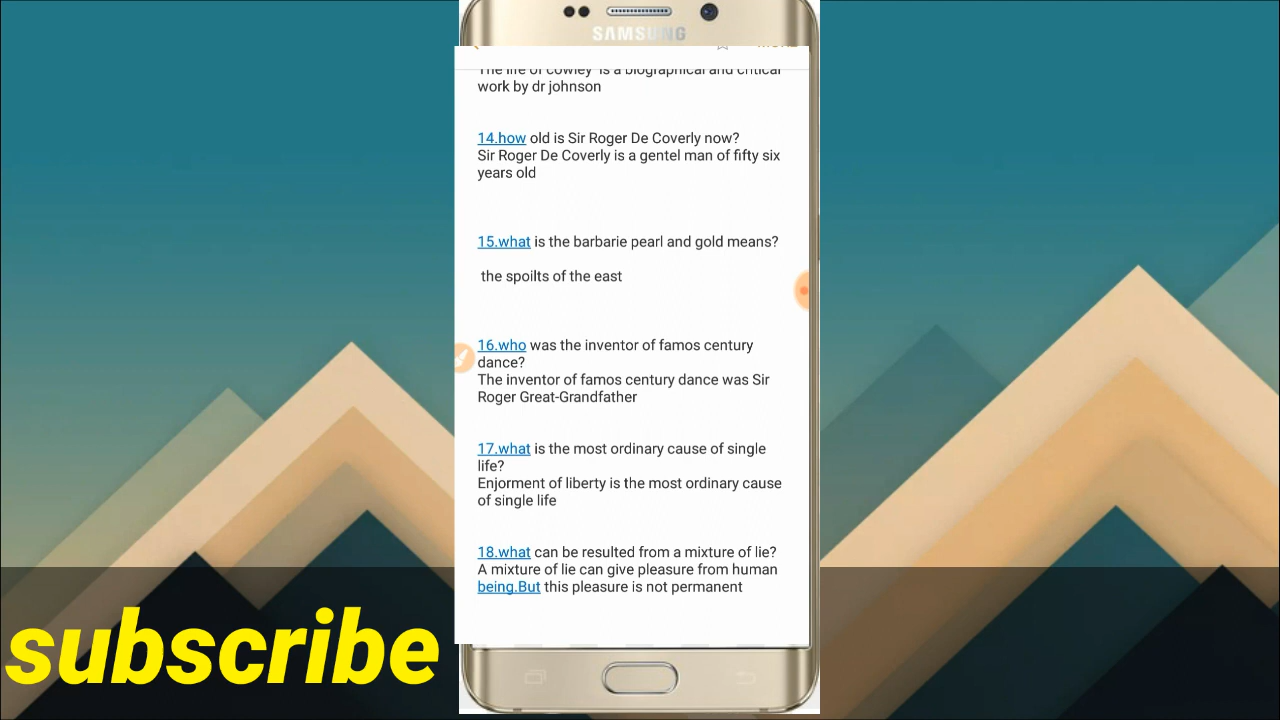 SAMSUNG
The life of cowley is a biographical and critical
work by dr johnson
14.how old is Sir Roger De Coverly now?
Sir Roger De Coverly is a gentel man of fifty six
years old
15.what is the barbarie pearl and gold means?
the spoilts of the east
16.who was the inventor of famos century
dance?
The inventor of famos century dance was Sir
Roger Great-Grandfather
17.what is the most ordinary cause of single
life?
Enjorment of liberty is the most ordinary cause
of single life
18.what can be resulted from a mixture of lie?
A mixture of lie can give pleasure from human
being.But this pleasure is not permanent
subscribe